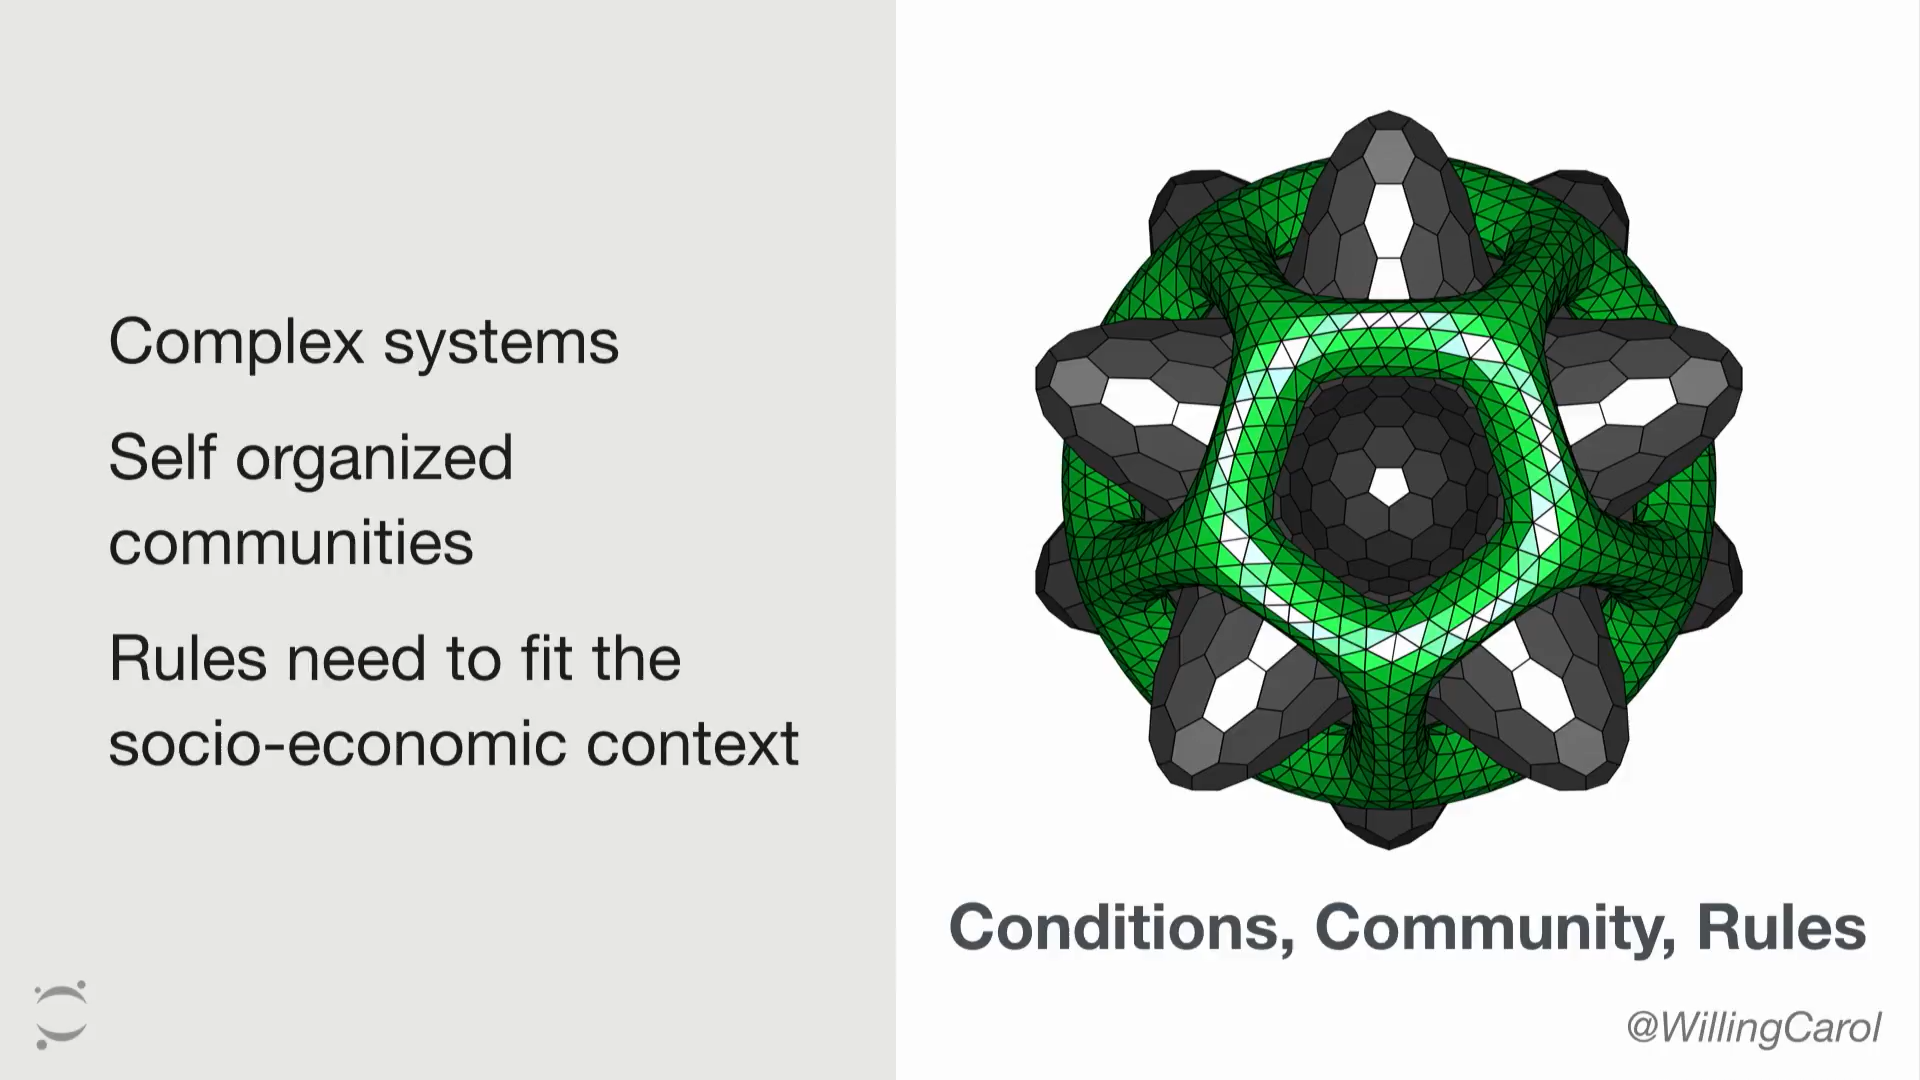 Complex systems
Self organized
communities
Rules need to fit the
socio-economic context
Conditions, Community, Rules
@WillingCarol